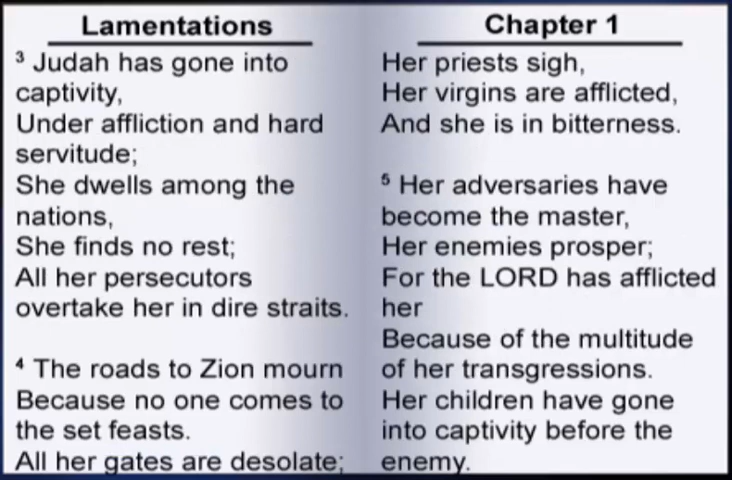 Lamentations
³ Judah has gone into
captivity,
Under affliction and hard
servitude;
She dwells among the
nations,
She finds no rest;
All her persecutors
overtake her in dire straits.
⁴ The roads to Zion mourn
Because no one comes to
the set feasts.
All her gates are desolate;
Chapter 1
Her priests sigh,
Her virgins are afflicted,
And she is in bitterness.
⁵ Her adversaries have
become the master,
Her enemies prosper;
For the LORD has afflicted
her
Because of the multitude
of her transgressions.
Her children have gone
into captivity before the
enemy.